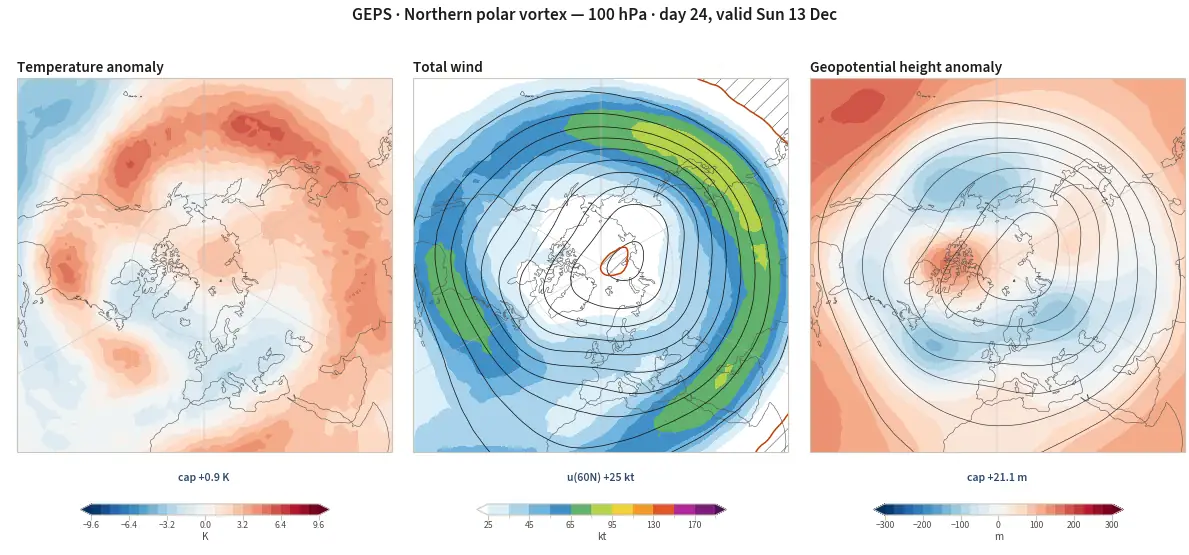 GEPS · Northern polar vortex — 100 hPa · day 24, valid Sun 13 Dec
Temperature anomaly
Total wind
Geopotential height anomaly
cap +0.9 K
u(60N) +25 kt
cap +21.1 m
−9.6 −6.4 −3.2 0.0 3.2 6.4 9.6
K
25 45 65 95 130 170
kt
−300 −200 −100 0 100 200 300
m